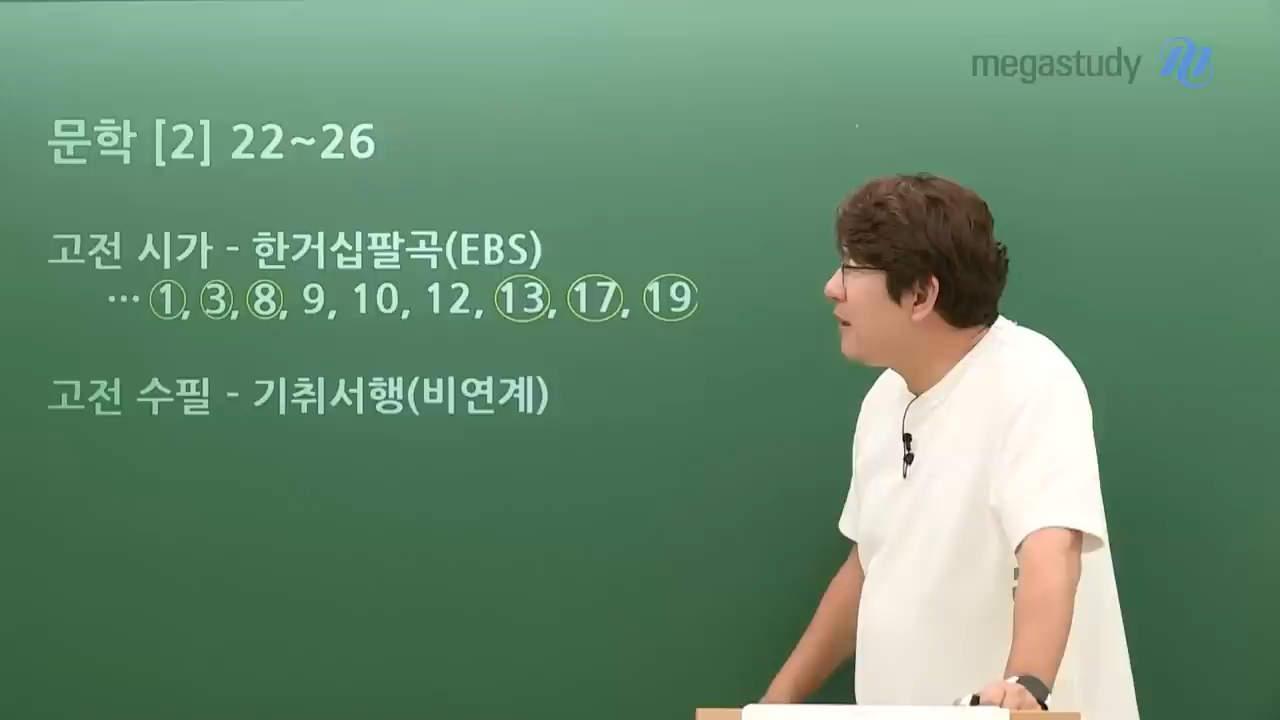 megastudy
문학 [2] 22~26
고전 시가 - 한거십팔곡(EBS)
… ①, ③, ⑧, 9, 10, 12, ⑬, ⑰, ⑲
고전 수필 - 기취서행(비연계)